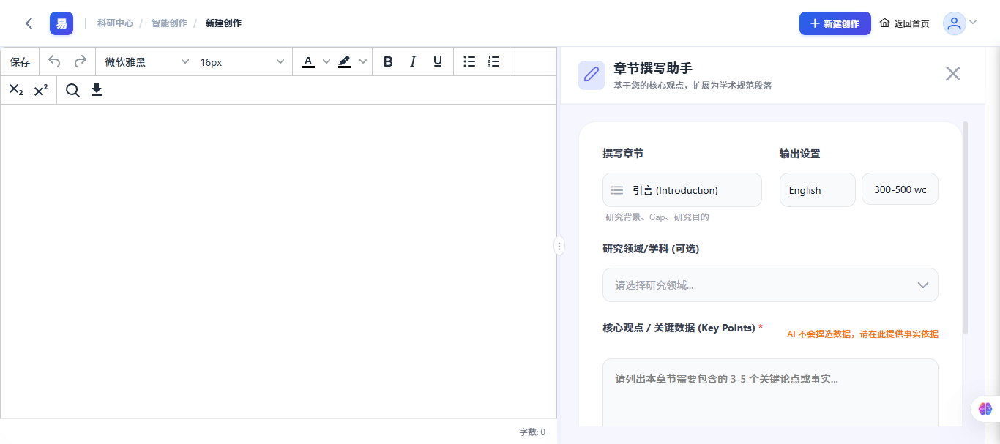 易 科研中心 / 智能创作 / 新建创作 新建创作 返回首页
保存 微软雅黑 16px A B I U
X₂ X²
章节撰写助手
基于您的核心观点，扩展为学术规范段落
撰写章节 输出设置
引言 (Introduction) English 300-500 wc
研究背景、Gap、研究目的
研究领域/学科 (可选)
请选择研究领域...
核心观点 / 关键数据 (Key Points) *
AI 不会捏造数据，请在此提供事实依据
请列出本章节需要包含的 3-5 个关键论点或事实...
字数: 0